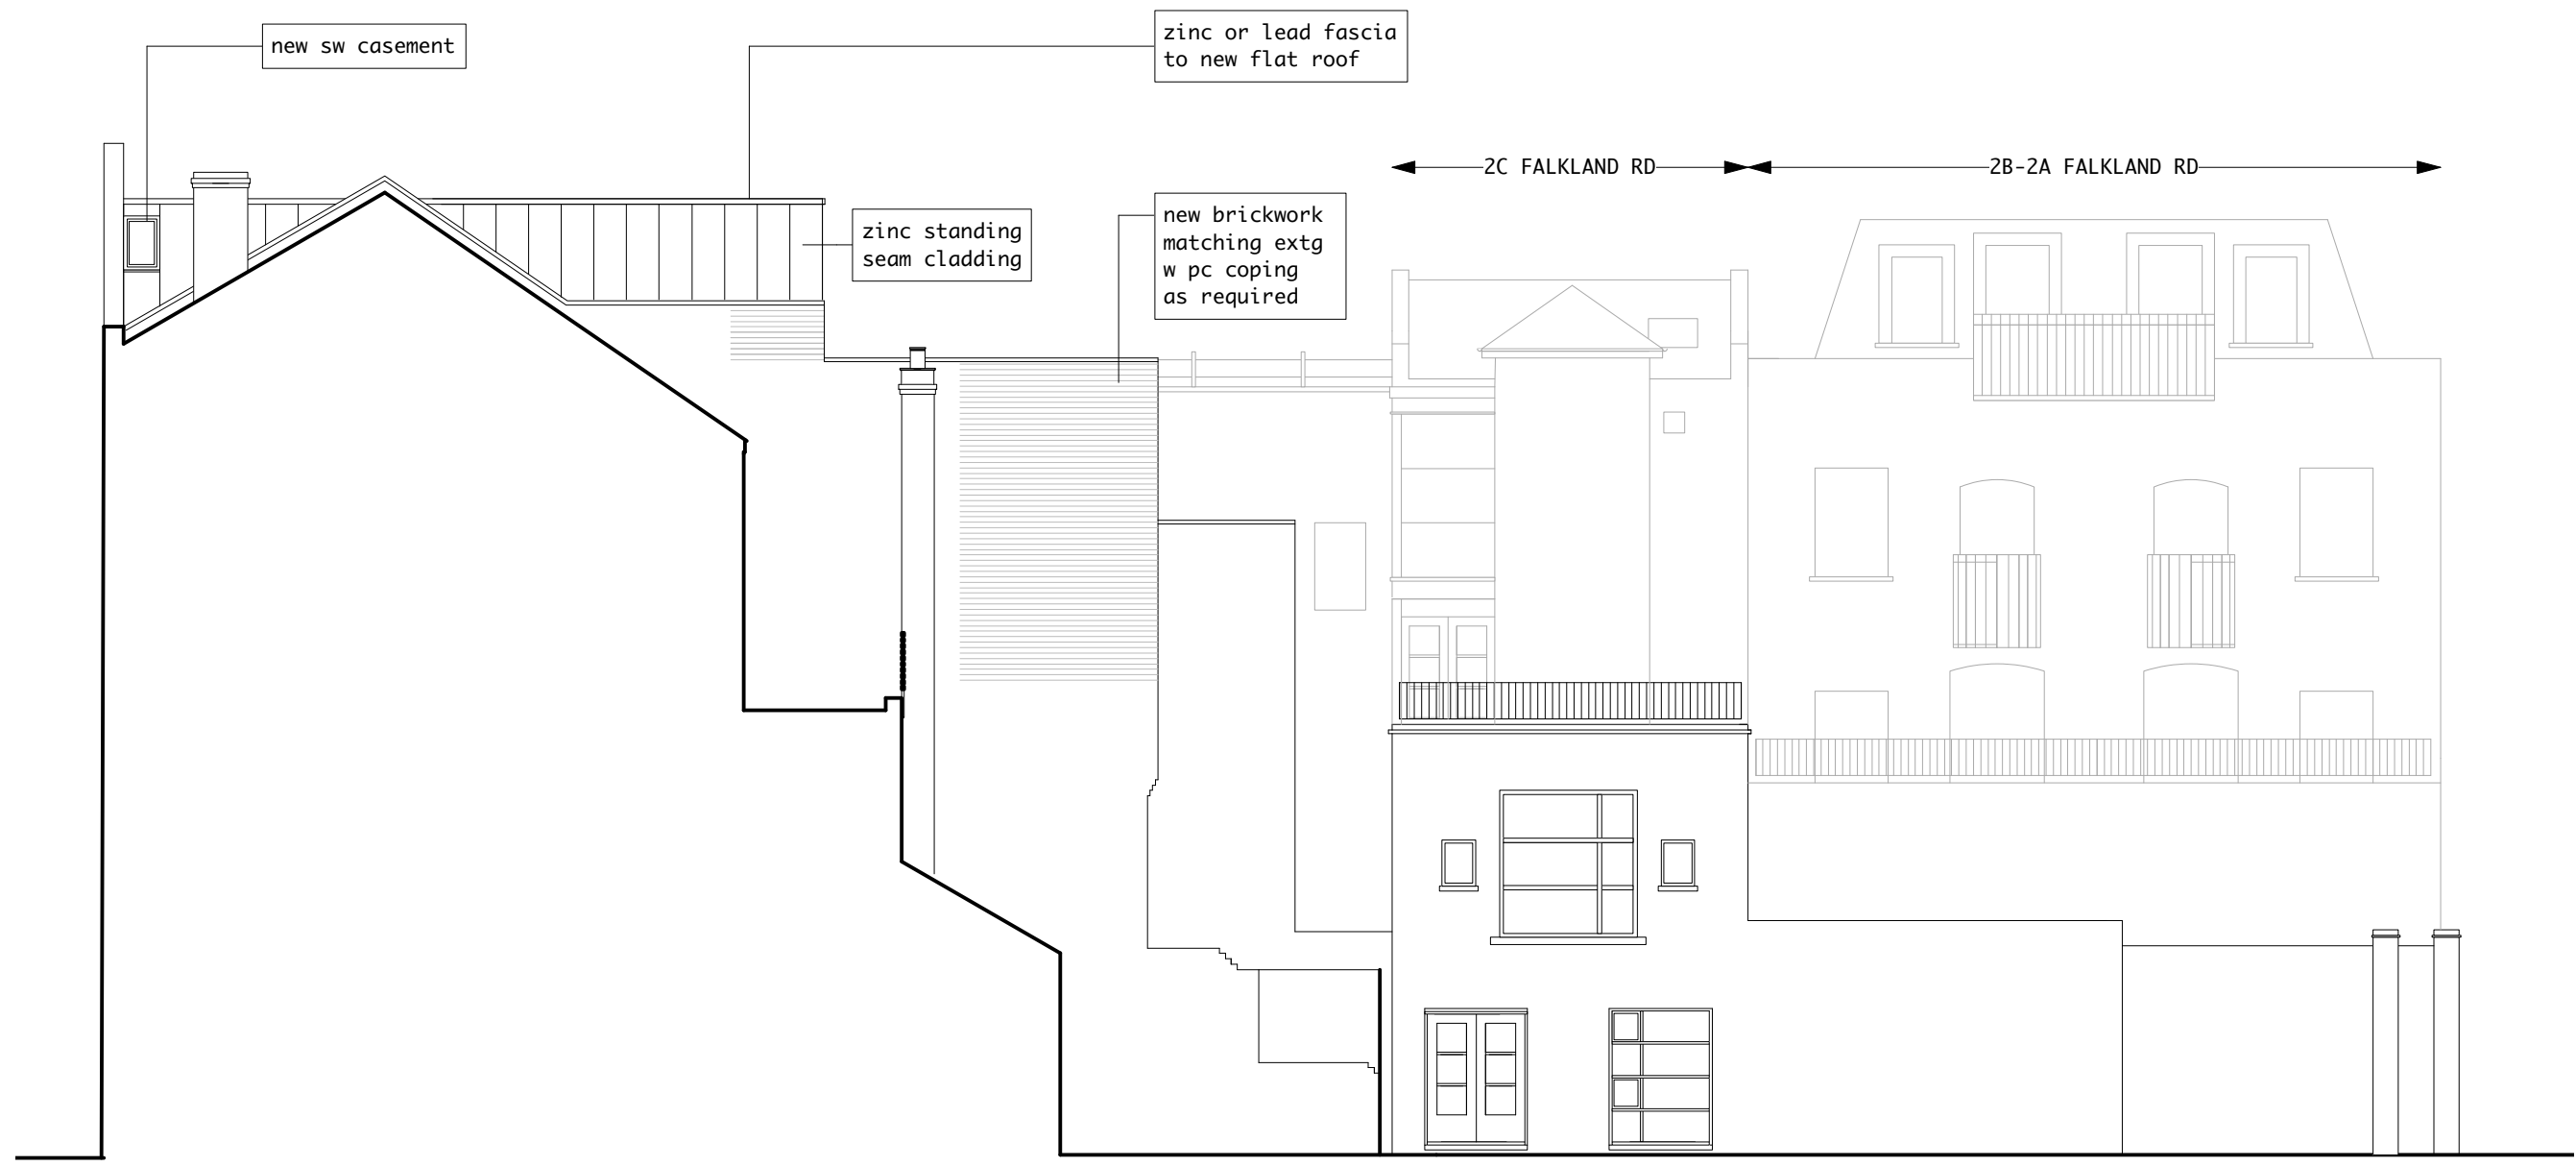 new sw casement
zinc or lead fascia
to new flat roof
2C FALKLAND RD
2B-2A FALKLAND RD
zinc standing
seam cladding
new brickwork
matching extg
w pc coping
as required